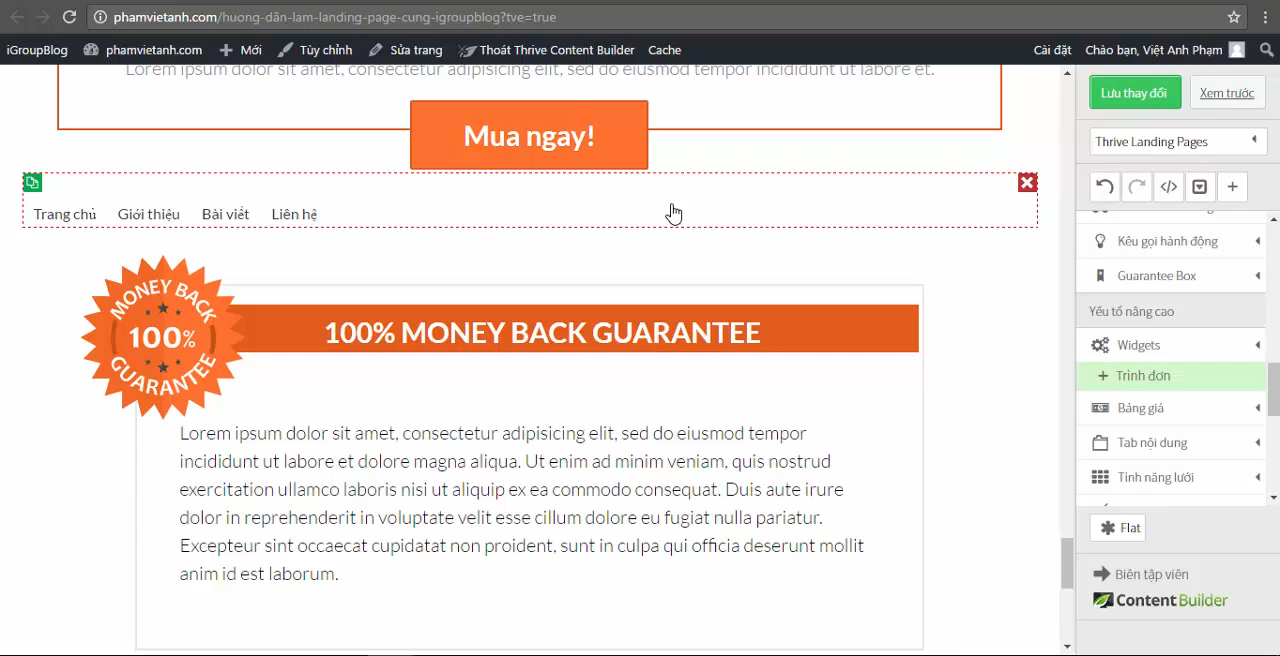 phamvietanh.com/huong-dẫn-lam-landing-page-cung-igroupblog?tve=true
iGroupBlog phamvietanh.com Mới Tùy chỉnh Sửa trang Thoát Thrive Content Builder Cache Cài đặt Chào bạn, Việt Anh Phạm
Lorem ipsum dolor sit amet, consectetur adipisicing elit, sed do eiusmod tempor incididunt ut labore et.
Mua ngay!
Trang chủ Giới thiệu Bài viết Liên hệ
MONEY BACK
100%
GUARANTEE
100% MONEY BACK GUARANTEE
Lorem ipsum dolor sit amet, consectetur adipisicing elit, sed do eiusmod tempor
incididunt ut labore et dolore magna aliqua. Ut enim ad minim veniam, quis nostrud
exercitation ullamco laboris nisi ut aliquip ex ea commodo consequat. Duis aute irure
dolor in reprehenderit in voluptate velit esse cillum dolore eu fugiat nulla pariatur.
Excepteur sint occaecat cupidatat non proident, sunt in culpa qui officia deserunt mollit
anim id est laborum.
Lưu thay đổi Xem trước
Thrive Landing Pages
Kêu gọi hành động
Guarantee Box
Yếu tố nâng cao
Widgets
+ Trình đơn
Bảng giá
Tab nội dung
Tính năng lưới
Flat
Biên tập viên
Content Builder